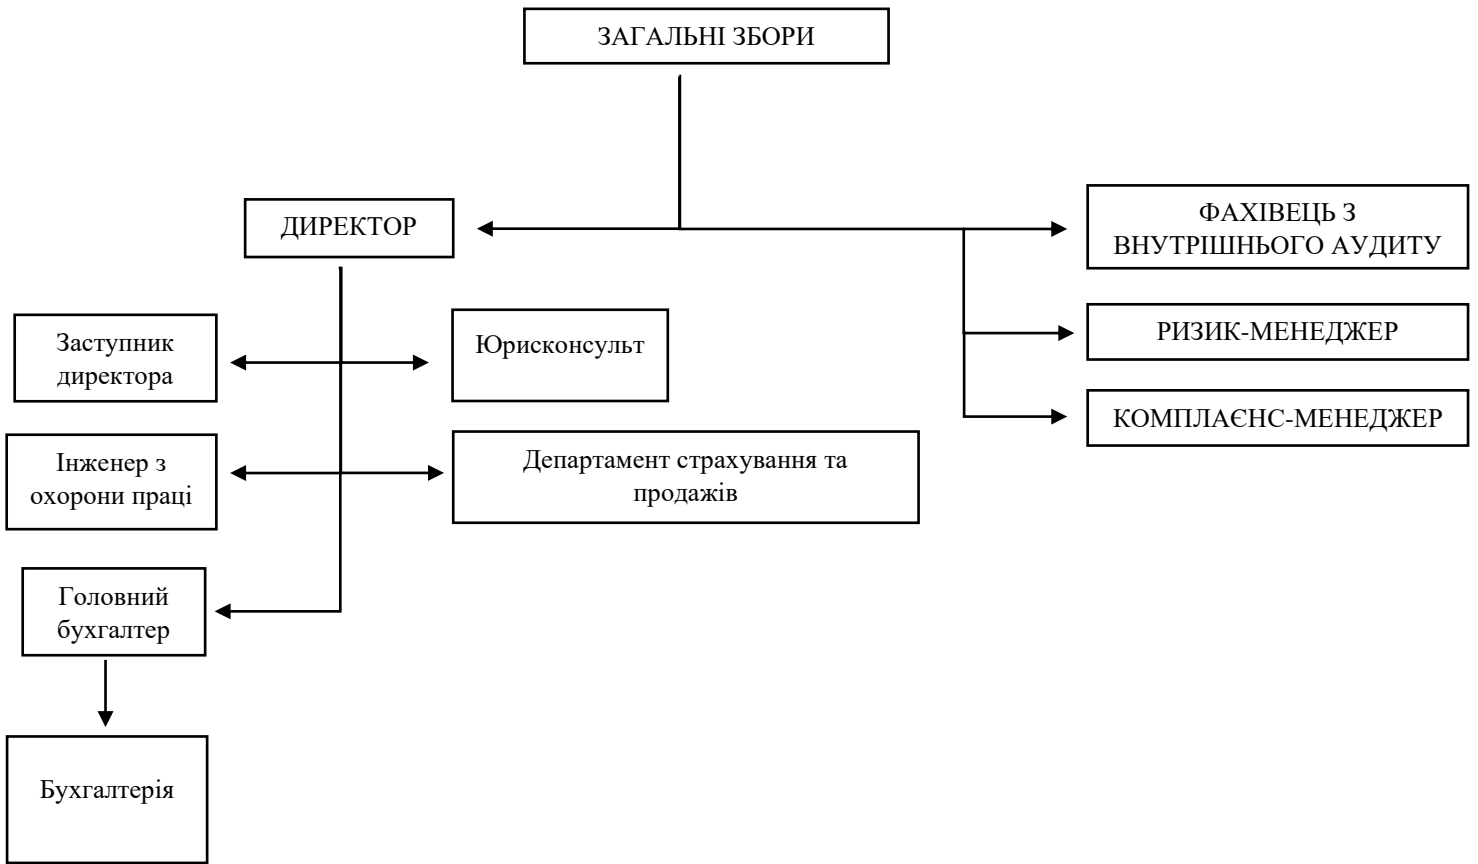 ЗАГАЛЬНІ ЗБОРИ
ДИРЕКТОР
ФАХІВЕЦЬ З
ВНУТРІШНЬОГО АУДИТУ
Заступник
директора
Юрисконсульт
РИЗИК-МЕНЕДЖЕР
КОМПЛАЄНС-МЕНЕДЖЕР
Інженер з
охорони праці
Департамент страхування та
продажів
Головний
бухгалтер
Бухгалтерія